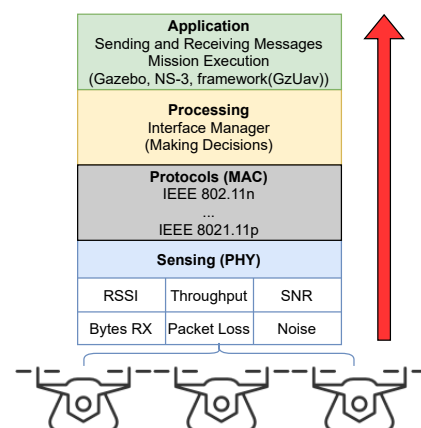 Application
Sending and Receiving Messages
Mission Execution
(Gazebo, NS-3, framework(GzUav))
Processing
Interface Manager
(Making Decisions)
Protocols (MAC)
IEEE 802.11n
...
IEEE 8021.11p
Sensing (PHY)
RSSI Throughput SNR
Bytes RX Packet Loss Noise